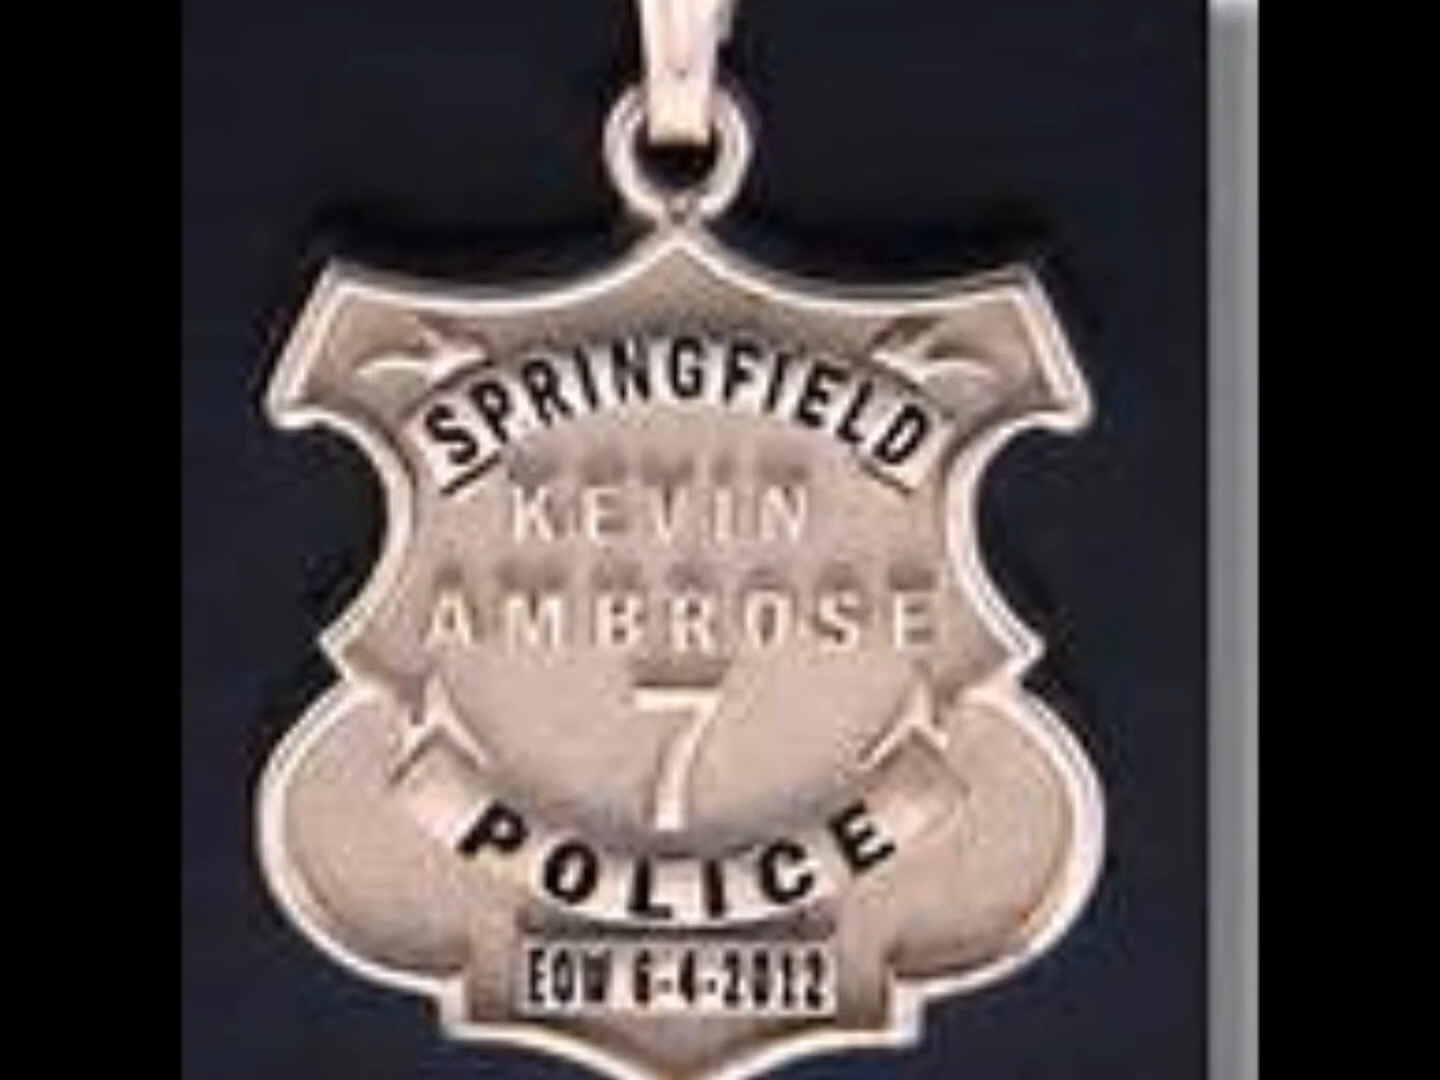 SPRINGFIELD
KEVIN
AMBROSE
7
POLICE
EOW 6-4-2012